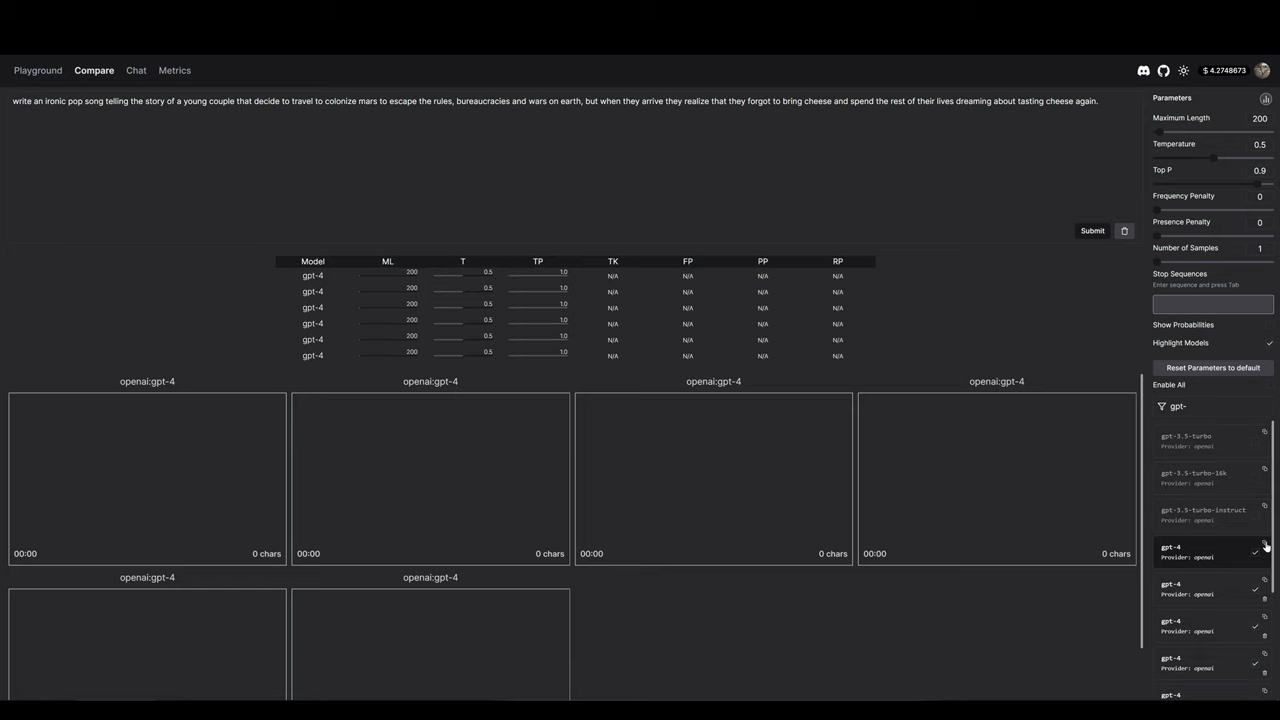 Playground Compare Chat Metrics $ 4.2748673
write an ironic pop song telling the story of a young couple that decide to travel to colonize mars to escape the rules, bureaucracies and wars on earth, but when they arrive they realize that they forgot to bring cheese and spend the rest of their lives dreaming about tasting cheese again.
Submit
Model ML T TP TK FP PP RP
gpt-4 200 0.5 1.0 N/A N/A N/A N/A
gpt-4 200 0.5 1.0 N/A N/A N/A N/A
gpt-4 200 0.5 1.0 N/A N/A N/A N/A
gpt-4 200 0.5 1.0 N/A N/A N/A N/A
gpt-4 200 0.5 1.0 N/A N/A N/A N/A
gpt-4 200 0.5 1.0 N/A N/A N/A N/A
openai:gpt-4 openai:gpt-4 openai:gpt-4 openai:gpt-4
00:00 0 chars 00:00 0 chars 00:00 0 chars 00:00 0 chars
openai:gpt-4 openai:gpt-4
Parameters
Maximum Length 200
Temperature 0.5
Top P 0.9
Frequency Penalty 0
Presence Penalty 0
Number of Samples 1
Stop Sequences
Enter sequence and press Tab
Show Probabilities
Highlight Models
Reset Parameters to default
Enable All
gpt-
gpt-3.5-turbo
Provider: openai
gpt-3.5-turbo-16k
Provider: openai
gpt-3.5-turbo-instruct
Provider: openai
gpt-4
Provider: openai
gpt-4
Provider: openai
gpt-4
Provider: openai
gpt-4
Provider: openai
gpt-4